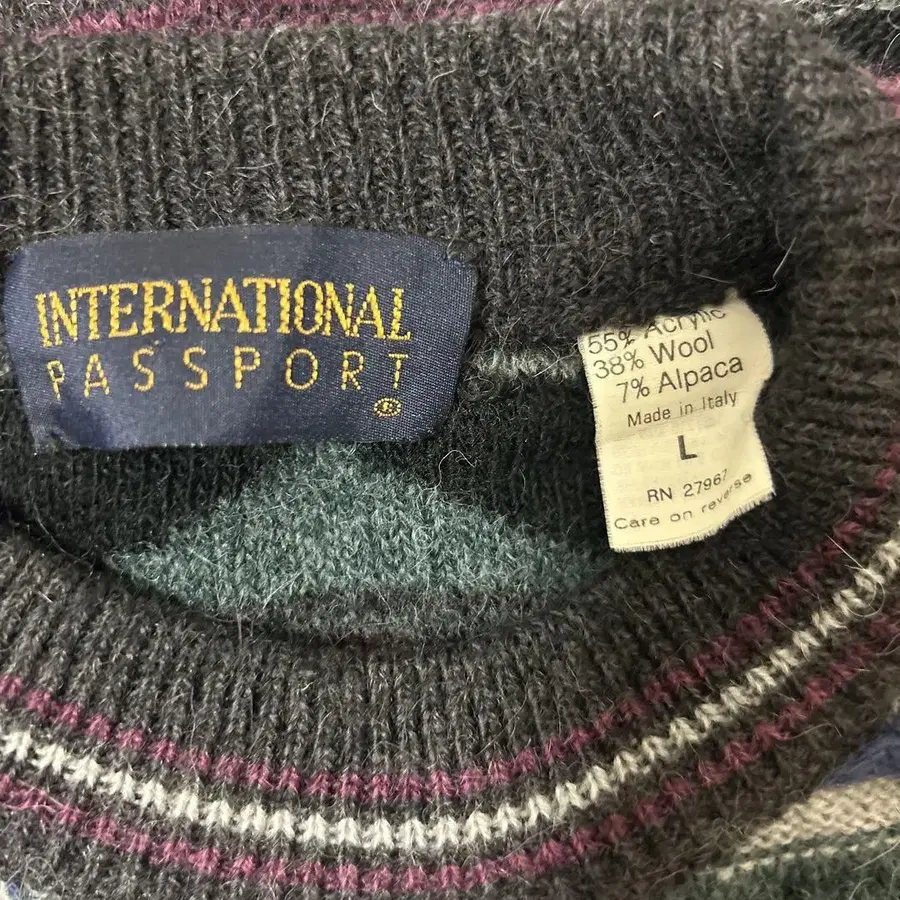 INTERNATIONAL
PASSPORT
®
55% Acrylic
38% Wool
7% Alpaca
Made in Italy
L
RN 27967
Care on reverse